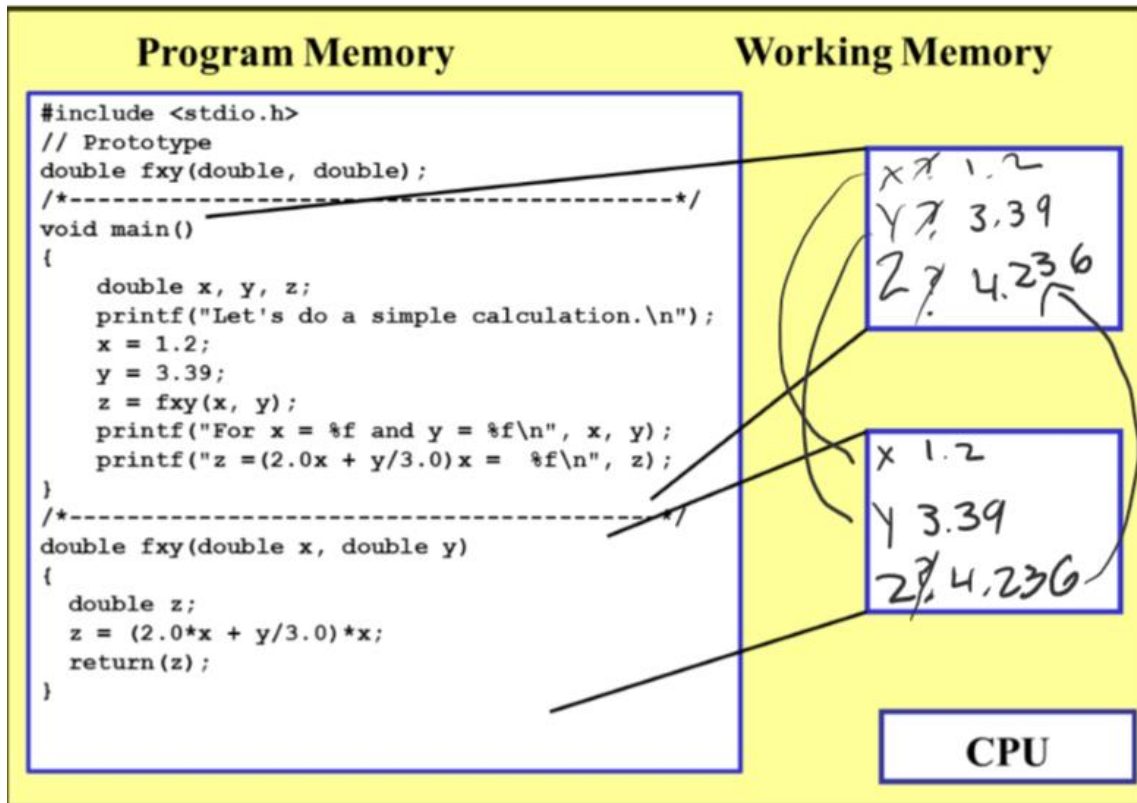 Program Memory
Working Memory
#include <stdio.h>
// Prototype
double fxy(double, double);
/*------------------------------------------*/
void main()
{
    double x, y, z;
    printf("Let's do a simple calculation.\n");
    x = 1.2;
    y = 3.39;
    z = fxy(x, y);
    printf("For x = %f and y = %f\n", x, y);
    printf("z =(2.0x + y/3.0)x =  %f\n", z);
}
/*------------------------------------------*/
double fxy(double x, double y)
{
  double z;
  z = (2.0*x + y/3.0)*x;
  return(z);
}
x ? 1.2
y ? 3.39
z ? 4.236
x 1.2
y 3.39
z ? 4.236
CPU